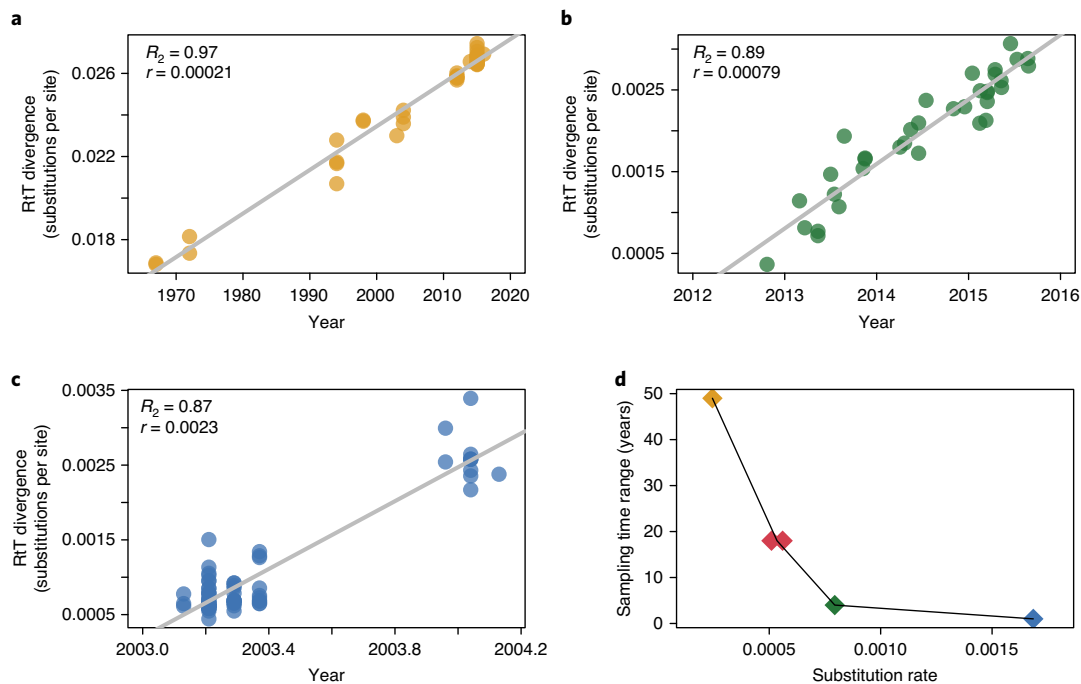 a
R2 = 0.97
r = 0.00021
0.026
0.022
0.018
RtT divergence
(substitutions per site)
1970 1980 1990 2000 2010 2020
Year
b
R2 = 0.89
r = 0.00079
0.0025
0.0015
0.0005
RtT divergence
(substitutions per site)
2012 2013 2014 2015 2016
Year
c
R2 = 0.87
r = 0.0023
0.0035
0.0025
0.0015
0.0005
RtT divergence
(substitutions per site)
2003.0 2003.4 2003.8 2004.2
Year
d
50
40
30
20
10
0
Sampling time range (years)
0.0005 0.0010 0.0015
Substitution rate